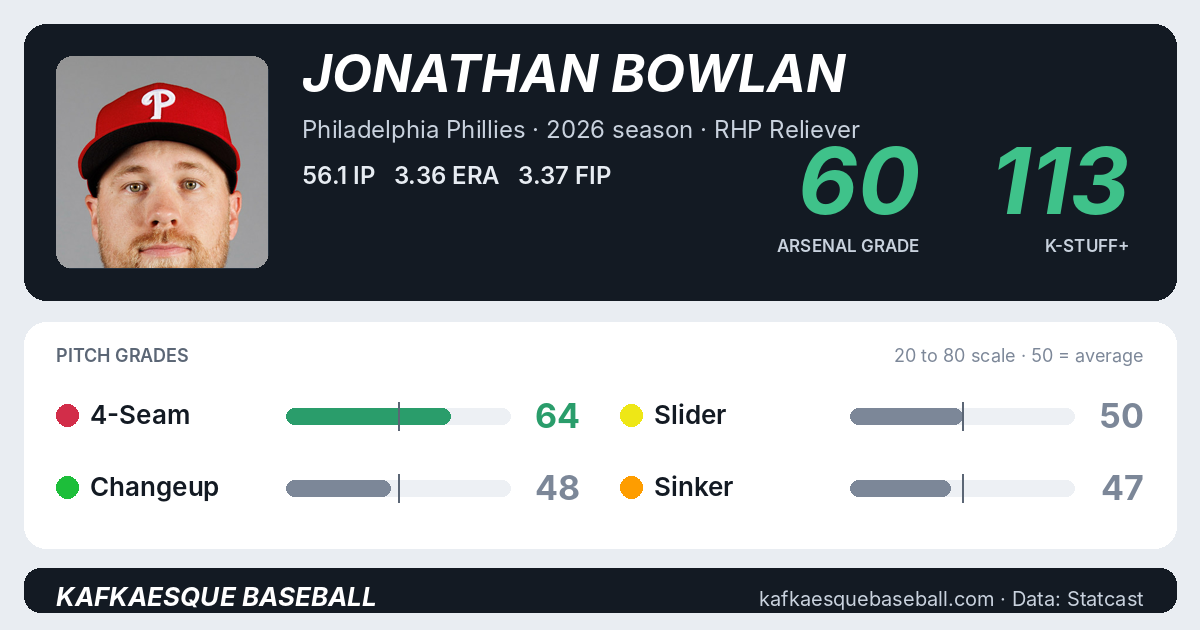 JONATHAN BOWLAN
Philadelphia Phillies · 2026 season · RHP Reliever
56.1 IP 3.36 ERA 3.37 FIP
60 113
ARSENAL GRADE K-STUFF+
PITCH GRADES 20 to 80 scale · 50 = average
4-Seam 64 Slider 50
Changeup 48 Sinker 47
KAFKAESQUE BASEBALL kafkaesquebaseball.com · Data: Statcast
P